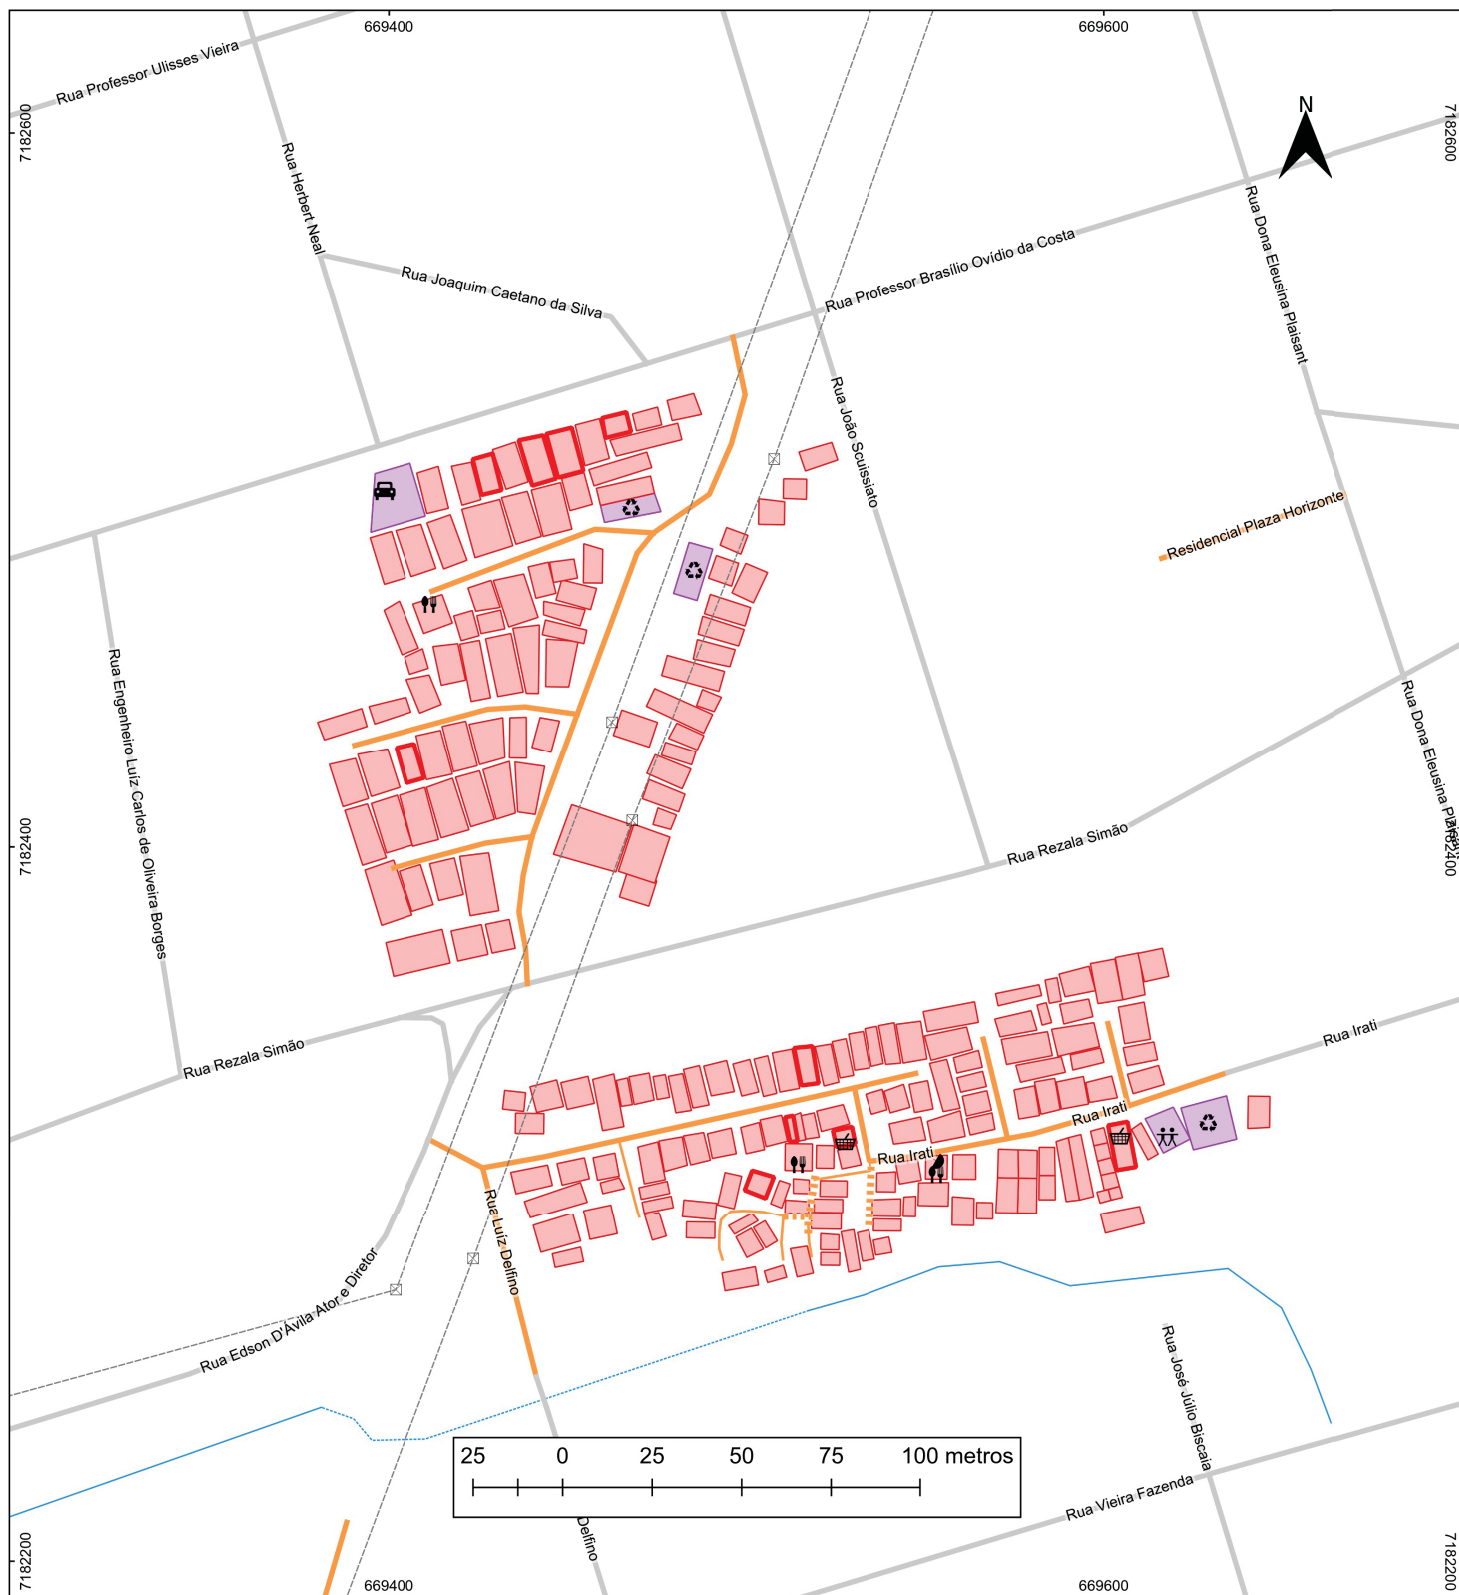 669400
669600
Rua Professor Ulisses Vieira
7182600
7182600
N
Rua Herbert Neal
Rua Joaquim Caetano da Silva
Rua Professor Brasílio Ovídio da Costa
Rua Dona Eleusina Plaisant
Rua João Scuissiato
Residencial Plaza Horizonte
Rua Engenheiro Luíz Carlos de Oliveira Borges
Rua Dona Eleusina Plaisant
7182400
7182400
Rua Rezala Simão
Rua Rezala Simão
Rua Irati
Rua Irati
Rua Irati
Rua Luíz Delfino
Rua Edson D'Ávila Ator e Diretor
Rua José Júlio Biscaia
25 0 25 50 75 100 metros
Rua Vieira Fazenda
Delfino
7182200
7182200
669400
669600